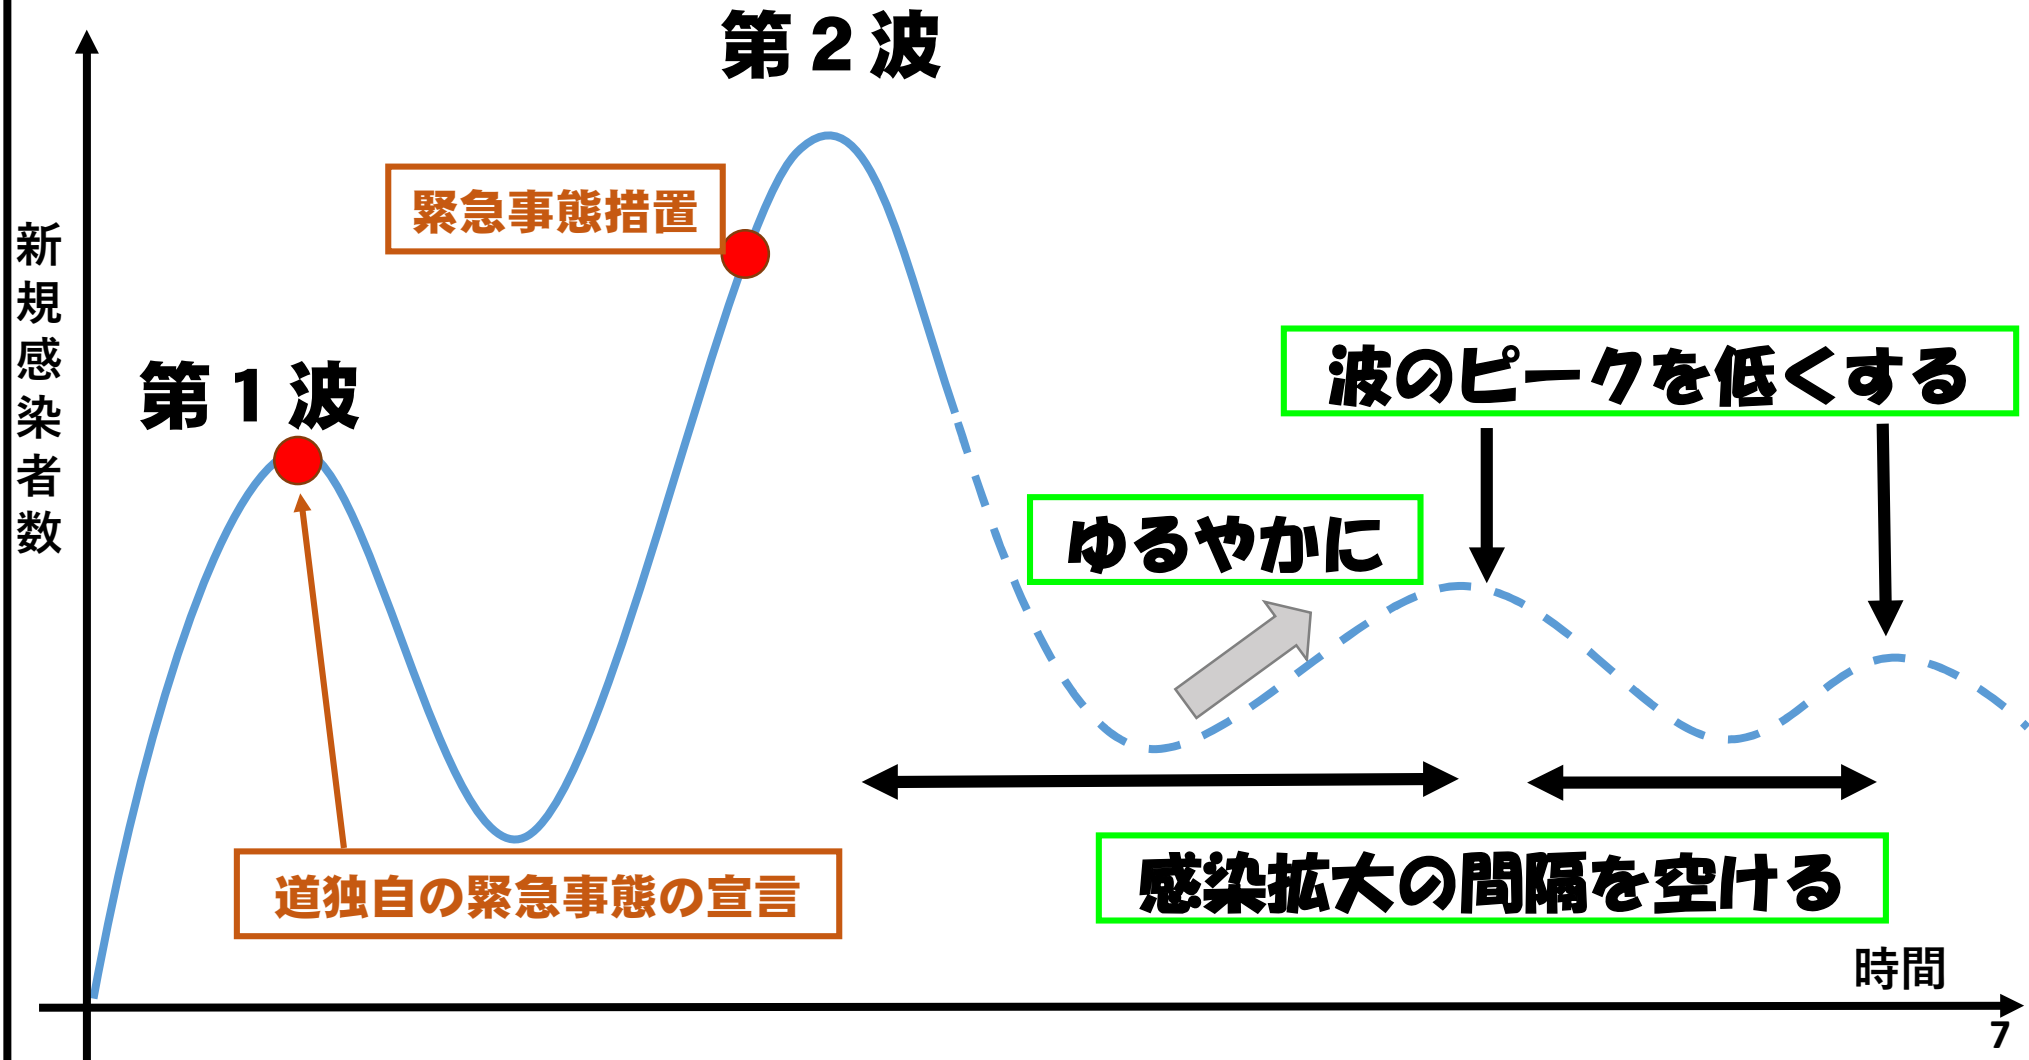 第２波
緊急事態措置
新規感染者数
第１波
波のピークを低くする
ゆるやかに
道独自の緊急事態の宣言
感染拡大の間隔を空ける
時間
7